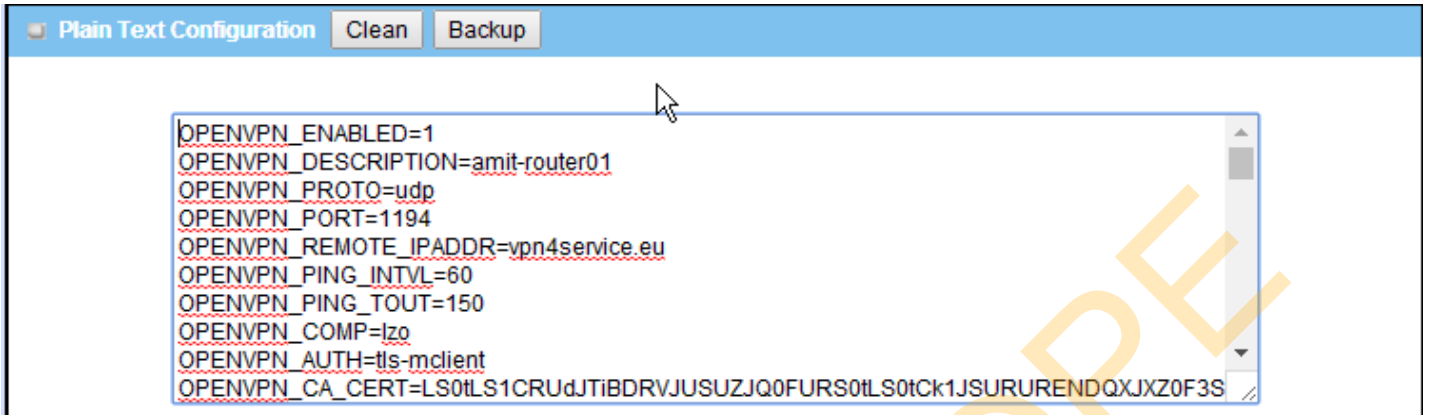 Plain Text Configuration Clean Backup
OPENVPN_ENABLED=1
OPENVPN_DESCRIPTION=amit-router01
OPENVPN_PROTO=udp
OPENVPN_PORT=1194
OPENVPN_REMOTE_IPADDR=vpn4service.eu
OPENVPN_PING_INTVL=60
OPENVPN_PING_TOUT=150
OPENVPN_COMP=lzo
OPENVPN_AUTH=tls-mclient
OPENVPN_CA_CERT=LS0tLS1CRUdJTiBDRVJUSUZJQ0FURS0tLS0tCk1JSURURENDQXJXZ0F3S
OPE